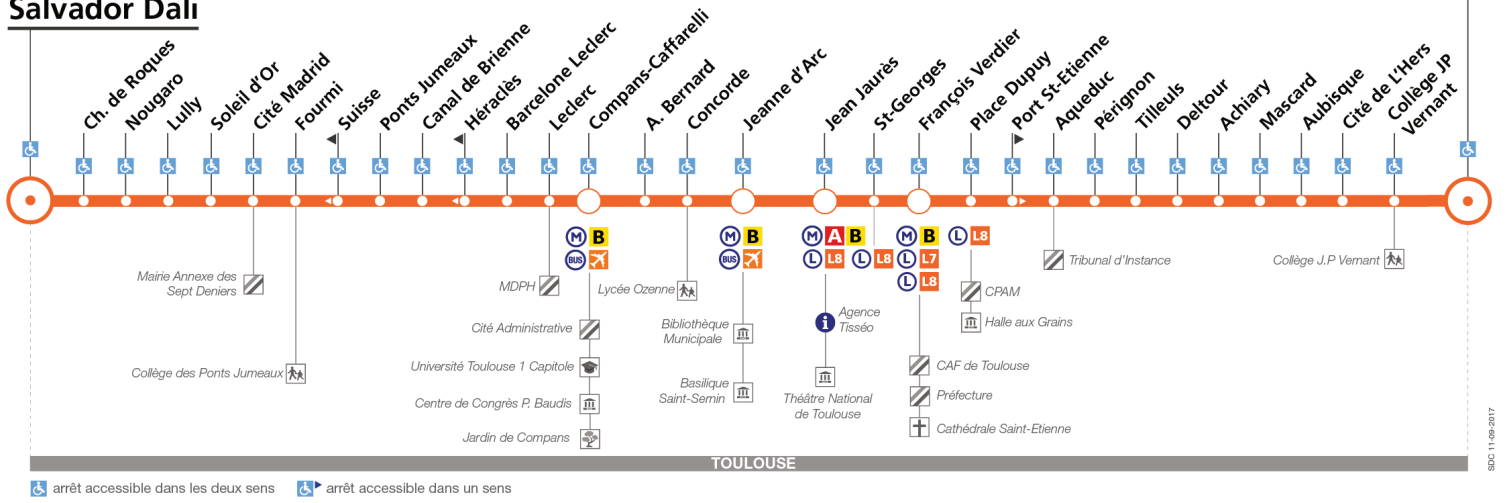 Salvador Dalí
Ch. de Roques
Nougaro
Lully
Soleil d'Or
Cité Madrid
Fourmi
Suisse
Ponts Jumeaux
Canal de Brienne
Héraclès
Barcelone Leclerc
Leclerc
Compans-Caffarelli
A. Bernard
Concorde
Jeanne d'Arc
Jean Jaurès
St-Georges
François Verdier
Place Dupuy
Port St-Etienne
Aqueduc
Pérignon
Tilleuls
Deltour
Achiary
Mascard
Aubisque
Cité de L'Hers
Collège JP
Vernant
M B
BUS
M B
BUS
M A B
L L8
L L8
M B
L L7
L L8
L L8
Mairie Annexe des
Sept Deniers
Collège des Ponts Jumeaux
MDPH
Cité Administrative
Université Toulouse 1 Capitole
Centre de Congrès P. Baudis
Jardin de Compans
Lycée Ozenne
Bibliothèque
Municipale
Basilique
Saint-Sernin
i
Agence
Tisséo
Théâtre National
de Toulouse
CAF de Toulouse
Préfecture
Cathédrale Saint-Etienne
CPAM
Halle aux Grains
Tribunal d'Instance
Collège J.P Vernant
TOULOUSE
arrêt accessible dans les deux sens
arrêt accessible dans un sens
SDC 11-09-2017